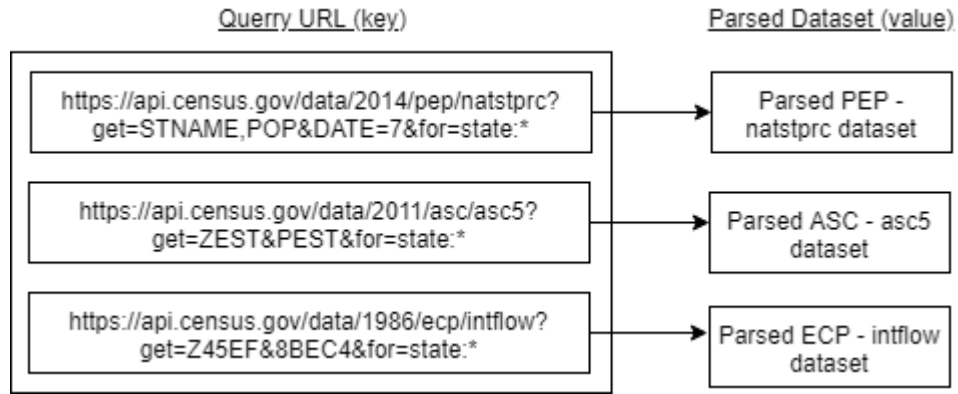 Querry URL (key)
Parsed Dataset (value)
https://api.census.gov/data/2014/pep/natstprc?
get=STNAME,POP&DATE=7&for=state:*
Parsed PEP -
natstprc dataset
https://api.census.gov/data/2011/asc/asc5?
get=ZEST&PEST&for=state:*
Parsed ASC - asc5
dataset
https://api.census.gov/data/1986/ecp/intflow?
get=Z45EF&8BEC4&for=state:*
Parsed ECP - intflow
dataset